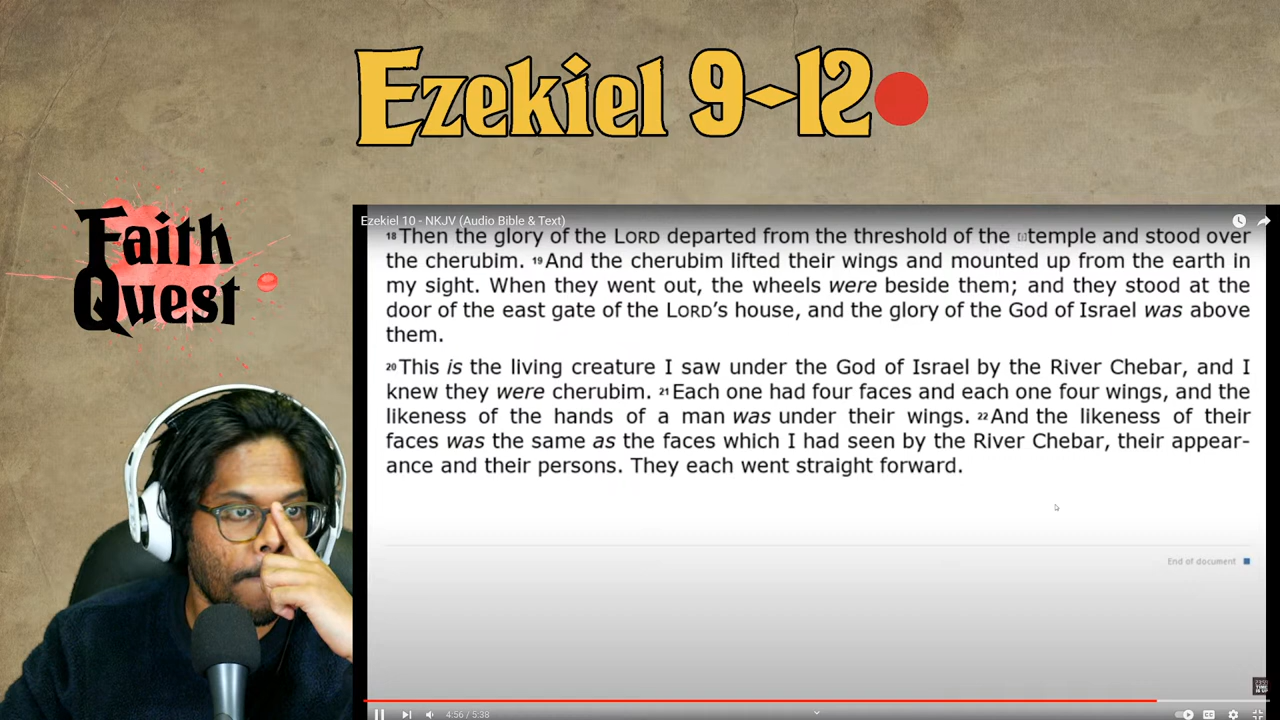 Ezekiel 9-12
Faith
Quest
Ezekiel 10 - NKJV (Audio Bible & Text)
18 Then the glory of the LORD departed from the threshold of the temple and stood over
the cherubim. 19 And the cherubim lifted their wings and mounted up from the earth in
my sight. When they went out, the wheels were beside them; and they stood at the
door of the east gate of the LORD’s house, and the glory of the God of Israel was above
them.
20 This is the living creature I saw under the God of Israel by the River Chebar, and I
knew they were cherubim. 21 Each one had four faces and each one four wings, and the
likeness of the hands of a man was under their wings. 22 And the likeness of their
faces was the same as the faces which I had seen by the River Chebar, their appear-
ance and their persons. They each went straight forward.
End of document
4:56 / 5:38